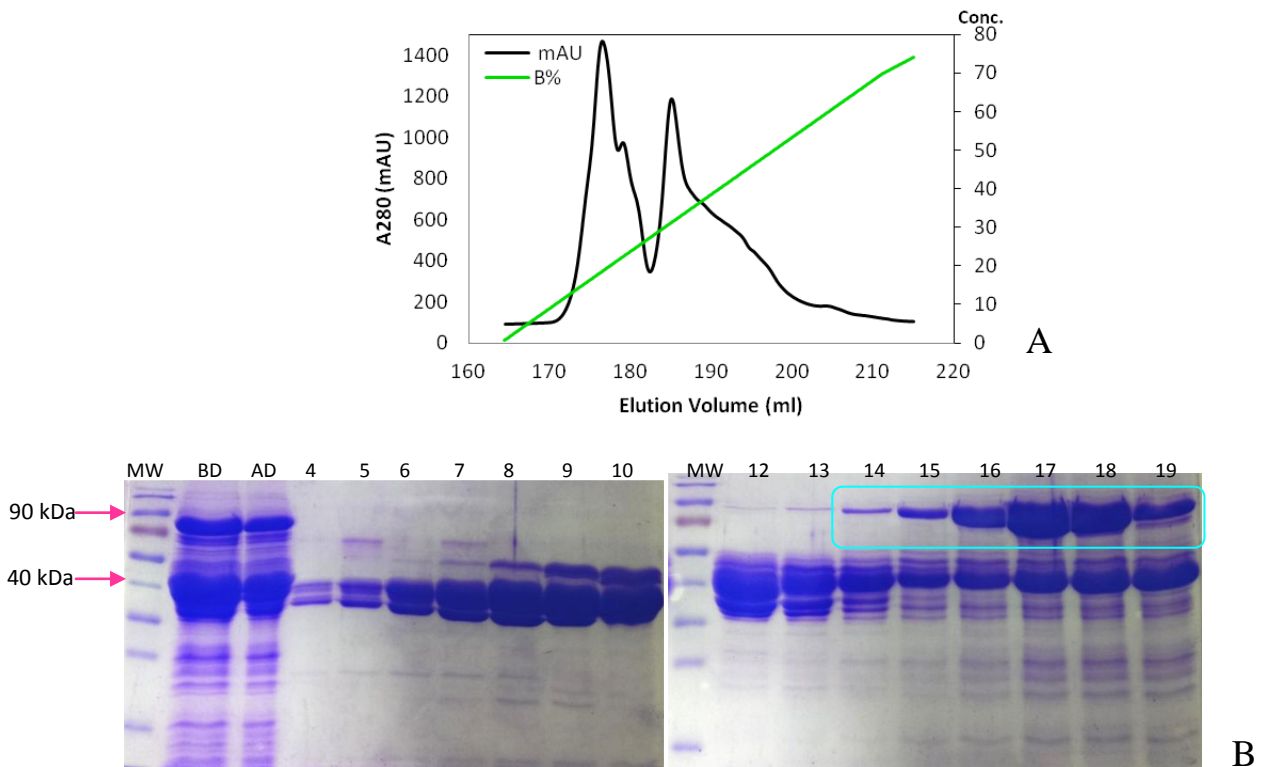 Conc.
mAU
B%
1400
1200
1000
800
600
400
200
0
A280 (mAU)
80
70
60
50
40
30
20
10
0
160 170 180 190 200 210 220
Elution Volume (ml)
A
MW BD AD 4 5 6 7 8 9 10
MW 12 13 14 15 16 17 18 19
90 kDa
40 kDa
B